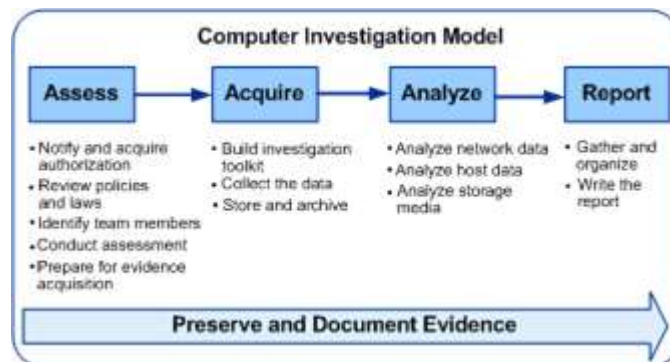 Computer Investigation Model
Assess
Acquire
Analyze
Report
• Notify and acquire
authorization
• Review policies
and laws
• Identify team members
• Conduct assessment
• Prepare for evidence
acquisition
• Build investigation
toolkit
• Collect the data
• Store and archive
• Analyze network data
• Analyze host data
• Analyze storage
media
• Gather and
organize
• Write the
report
Preserve and Document Evidence